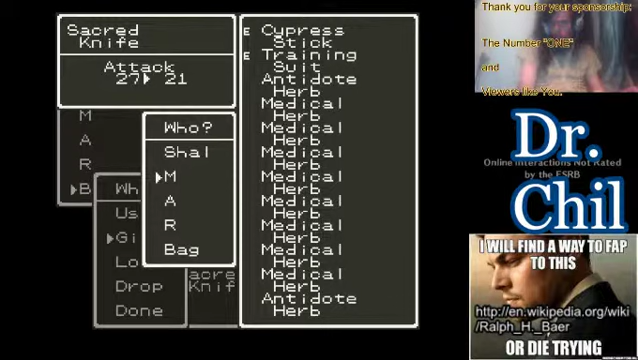 Sacred
Knife
Attack
27▶ 21
M
A
R
▶B
Who?
Shal
▶M
A
R
Bag
Wh
Us
▶Gi
Lo
Drop
Done
acre
Knif
E Cypress
Stick
E Training
Suit
Antidote
Herb
Medical
Herb
Medical
Herb
Medical
Herb
Medical
Herb
Medical
Herb
Medical
Herb
Medical
Herb
Medical
Herb
Antidote
Herb
Thank you for your sponsorship:
The Number "ONE"
and
Viewers like You.
Dr.
Online Interactions Not Rated
by the ESRB
Chil
I WILL FIND A WAY TO FAP
TO THIS
http://en.wikipedia.org/wiki
/Ralph_H._Baer
OR DIE TRYING